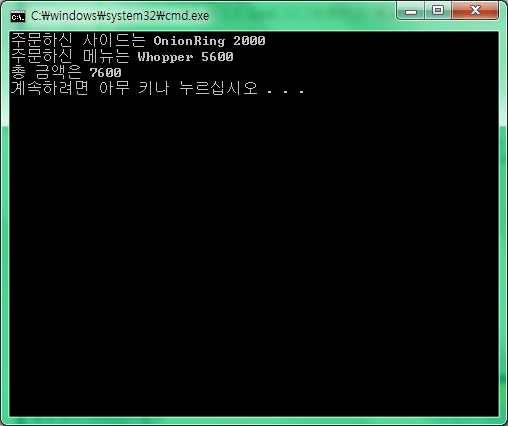 C:₩windows₩system32₩cmd.exe
주문하신 사이드는 OnionRing 2000
주문하신 메뉴는 Whopper 5600
총 금액은 7600
계속하려면 아무 키나 누르십시오 . . .